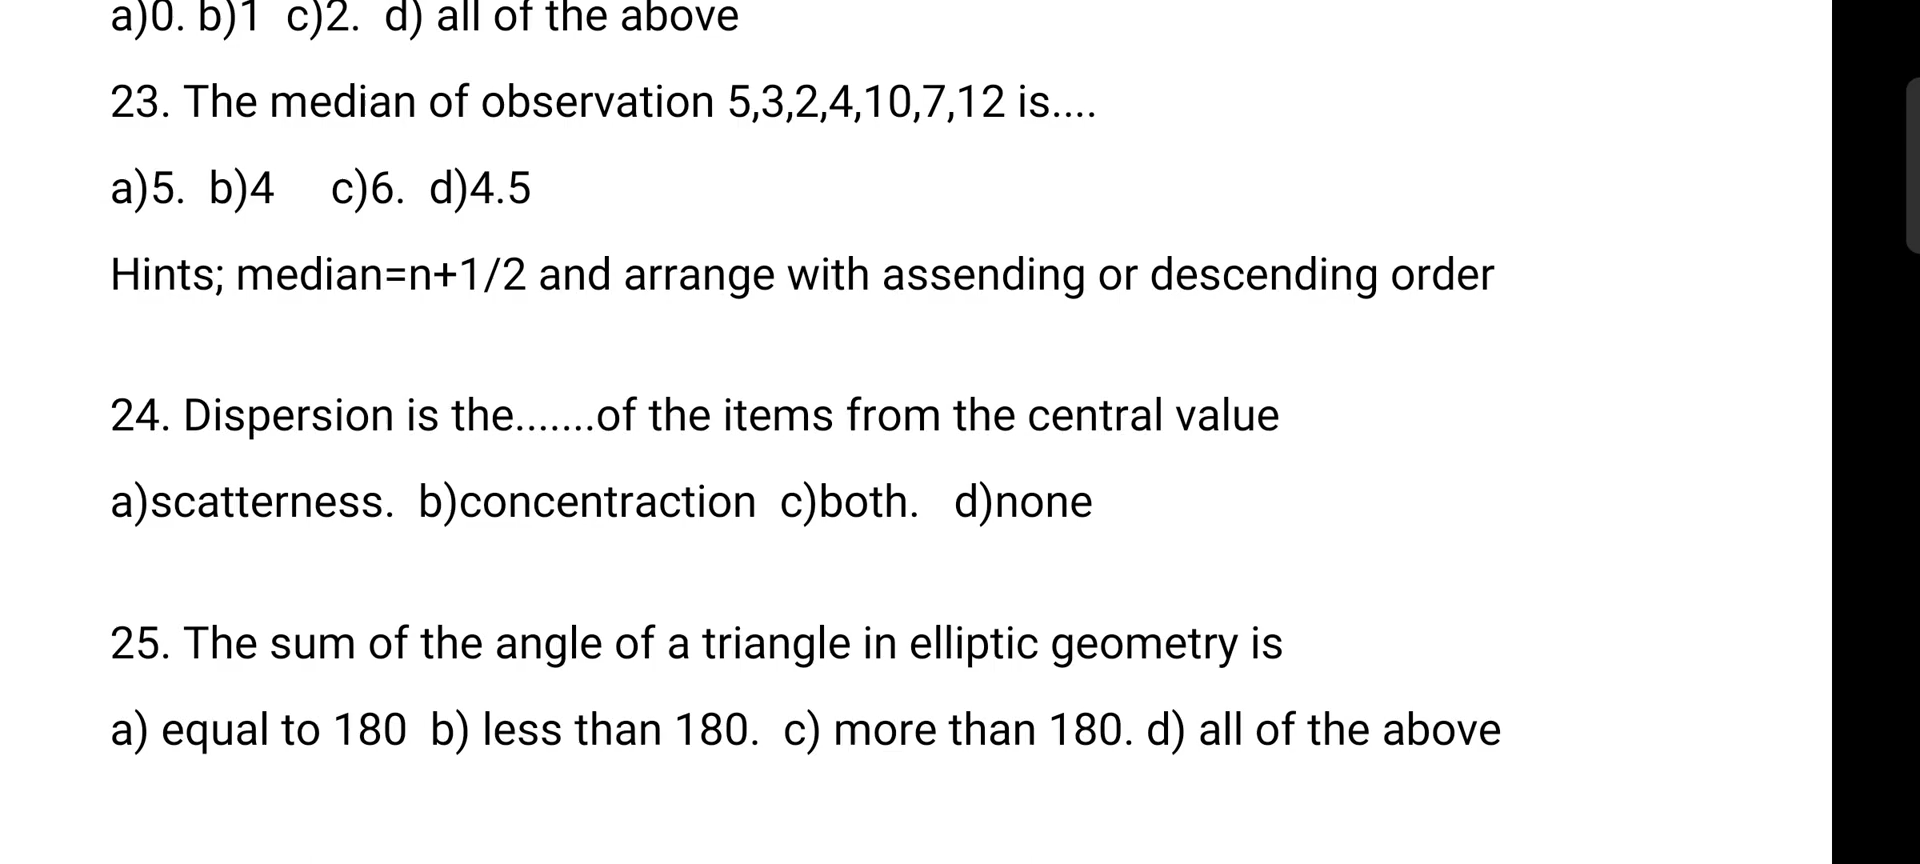 a)0. b)1 c)2. d) all of the above
23. The median of observation 5,3,2,4,10,7,12 is....
a)5. b)4 c)6. d)4.5
Hints; median=n+1/2 and arrange with assending or descending order
24. Dispersion is the.......of the items from the central value
a)scatterness. b)concentraction c)both. d)none
25. The sum of the angle of a triangle in elliptic geometry is
a) equal to 180 b) less than 180. c) more than 180. d) all of the above